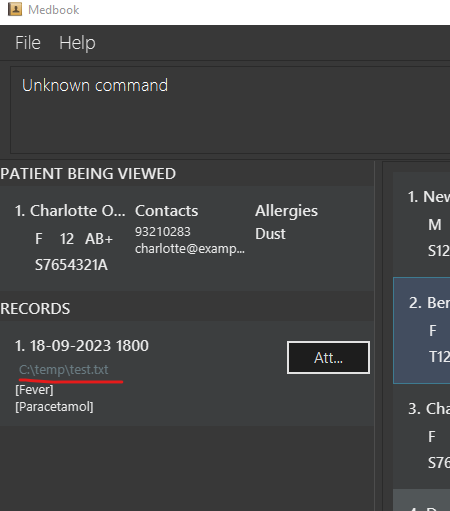 Medbook
File Help
Unknown command
PATIENT BEING VIEWED
1. Charlotte O... Contacts Allergies
F 12 AB+ 93210283 Dust
charlotte@examp...
S7654321A
RECORDS
1. 18-09-2023 1800
Att...
C:\temp\test.txt
[Fever]
[Paracetamol]
1. New
M
S12
2. Ber
F
T12
3. Cha
F
S76